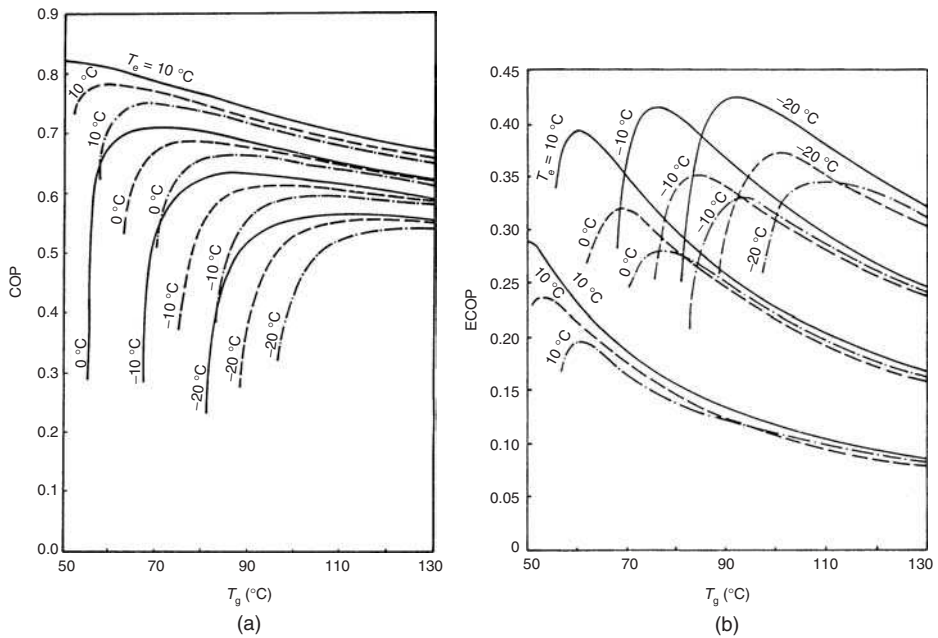 0.9
0.8
0.7
0.6
0.5
0.4
0.3
0.2
0.1
0.0
COP
50
70
90
110
130
Tg (°C)
(a)
Te = 10 °C
10 °C
10 °C
0 °C
0 °C
0 °C
−10 °C
−10 °C
−10 °C
−20 °C
−20 °C
−20 °C
0.45
0.40
0.35
0.30
0.25
0.20
0.15
0.10
0.05
0
ECOP
50
70
90
110
130
Tg (°C)
(b)
Te = 10 °C
−10 °C
−20 °C
−20 °C
−10 °C
−10 °C
−20 °C
0 °C
0 °C
10 °C
10 °C
10 °C